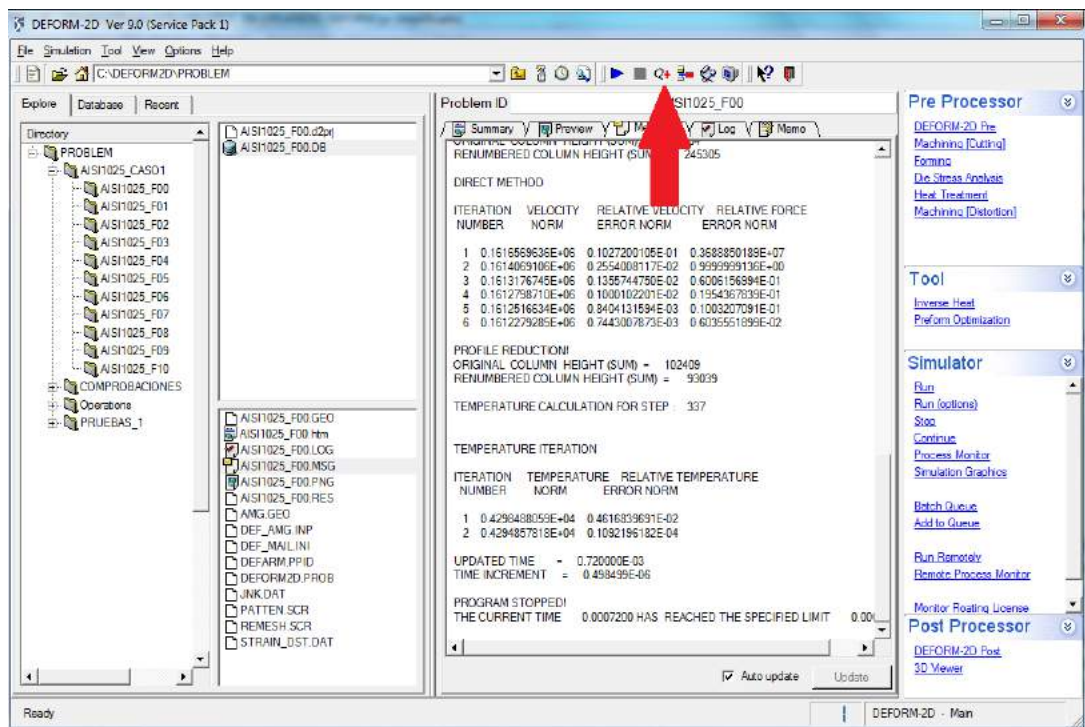 DEFORM-2D Ver 9.0 (Service Pack 1)
File Simulation Tool View Options Help
C:\DEFORM2D\PROBLEM
Explore Database Recent
Directory
PROBLEM
AISI1025_CASO1
AISI1025_F00
AISI1025_F01
AISI1025_F02
AISI1025_F03
AISI1025_F04
AISI1025_F05
AISI1025_F06
AISI1025_F07
AISI1025_F08
AISI1025_F09
AISI1025_F10
COMPROBACIONES
Operations
PRUEBAS_1
AISI1025_F00.d2prj
AISI1025_F00.DB
AISI1025_F00.GEO
AISI1025_F00.htm
AISI1025_F00.LOG
AISI1025_F00.MSG
AISI1025_F00.PNG
AISI1025_F00.RES
AMG.GEO
DEF_AMG.INP
DEF_MAIL.INI
DEFARM.PPID
DEFORM2D.PROB
JNK.DAT
PATTEN.SCR
REMESH.SCR
STRAIN_DST.DAT
Problem ID SI1025_F00
Summary Preview Log Memo
RENUMBERED COLUMN HEIGHT (SUM 245305
DIRECT METHOD
ITERATION VELOCITY RELATIVE VELOCITY RELATIVE FORCE
NUMBER NORM ERROR NORM ERROR NORM
1 0.1616569636E+06 0.1027200105E-01 0.3688850189E+07
2 0.1614069106E+06 0.2554008117E-02 0.9999999136E+00
3 0.1613176745E+06 0.1355744750E-02 0.6006156994E-01
4 0.1612798710E+06 0.1000102201E-02 0.1954367839E-01
5 0.1612516634E+06 0.8404131594E-03 0.1003207091E-01
6 0.1612279285E+06 0.7443007873E-03 0.6035551899E-02
PROFILE REDUCTION!
ORIGINAL COLUMN HEIGHT (SUM) = 102409
RENUMBERED COLUMN HEIGHT (SUM) = 93039
TEMPERATURE CALCULATION FOR STEP : 337
TEMPERATURE ITERATION
ITERATION TEMPERATURE RELATIVE TEMPERATURE
NUMBER NORM ERROR NORM
1 0.4298488059E+04 0.4616839691E-02
2 0.4294857818E+04 0.1092196182E-04
UPDATED TIME = 0.720000E-03
TIME INCREMENT = 0.498499E-06
PROGRAM STOPPED!
THE CURRENT TIME 0.0007200 HAS REACHED THE SPECIFIED LIMIT 0.00
Auto update Update
Pre Processor
DEFORM-2D Pre
Machining [Cutting]
Forming
Die Stress Analysis
Heat Treatment
Machining [Distortion]
Tool
Inverse Heat
Preform Optimization
Simulator
Run
Run (options)
Stop
Continue
Process Monitor
Simulation Graphics
Batch Queue
Add to Queue
Run Remotely
Remote Process Monitor
Monitor Floating License
Post Processor
DEFORM-2D Post
3D Viewer
Ready
DEFORM-2D - Main